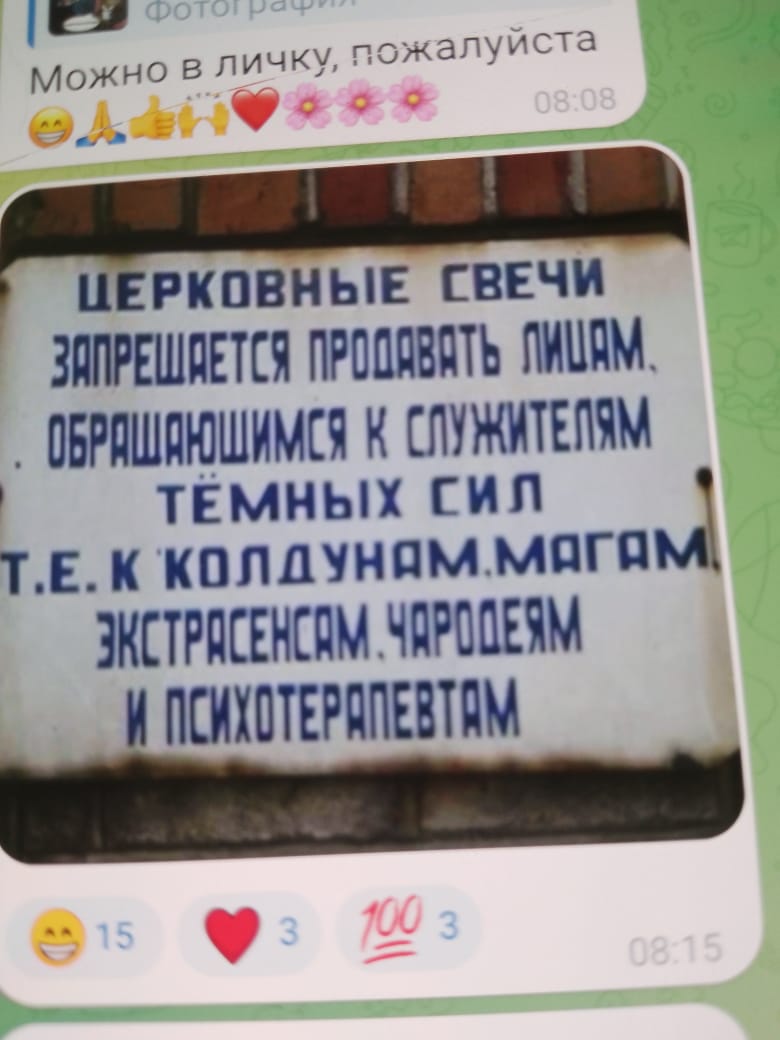 Фотография
Можно в личку, пожалуйста
😁🙏👍🙌❤️🌸🌸🌸 08:08
ЦЕРКОВНЫЕ СВЕЧИ
ЗАПРЕЩАЕТСЯ ПРОДАВАТЬ ЛИЦАМ,
ОБРАЩАЮЩИМСЯ К СЛУЖИТЕЛЯМ
ТЁМНЫХ СИЛ
Т.Е. К КОЛДУНАМ, МАГАМ,
ЭКСТРАСЕНСАМ, ЧАРОДЕЯМ
И ПСИХОТЕРАПЕВТАМ
😁 15 ❤️ 3 💯 3
08:15